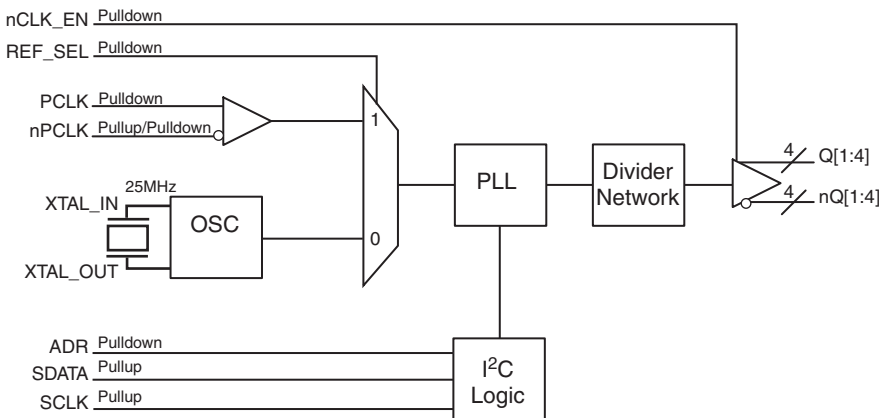 nCLK_EN Pulldown
REF_SEL Pulldown
PCLK Pulldown
nPCLK Pullup/Pulldown
1
25MHz
XTAL_IN
OSC
XTAL_OUT
0
PLL
Divider
Network
4 Q[1:4]
4 nQ[1:4]
ADR Pulldown
SDATA Pullup
SCLK Pullup
I²C
Logic